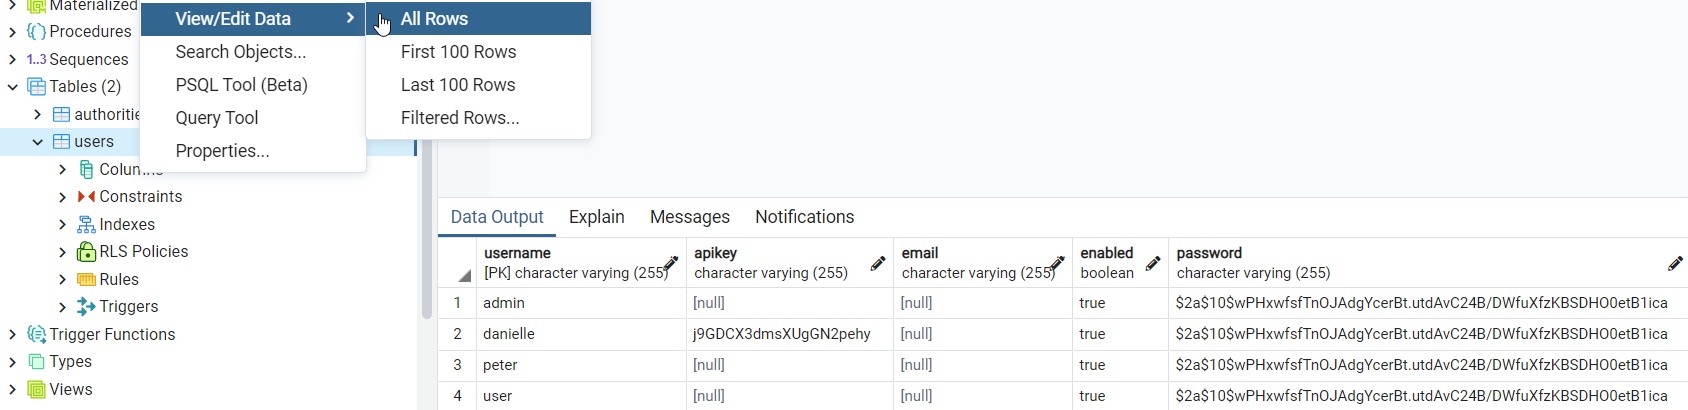 Materialized
Procedures
1..3 Sequences
Tables (2)
authoritie
users
Colum
Constraints
Indexes
RLS Policies
Rules
Triggers
Trigger Functions
Types
Views
View/Edit Data
Search Objects...
PSQL Tool (Beta)
Query Tool
Properties...
All Rows
First 100 Rows
Last 100 Rows
Filtered Rows...
Data Output Explain Messages Notifications
username apikey email enabled password
[PK] character varying (255) character varying (255) character varying (255) boolean character varying (255)
1 admin [null] [null] true $2a$10$wPHxwfsfTnOJAdgYcerBt.utdAvC24B/DWfuXfzKBSDHO0etB1ica
2 danielle j9GDCX3dmsXUgGN2pehy [null] true $2a$10$wPHxwfsfTnOJAdgYcerBt.utdAvC24B/DWfuXfzKBSDHO0etB1ica
3 peter [null] [null] true $2a$10$wPHxwfsfTnOJAdgYcerBt.utdAvC24B/DWfuXfzKBSDHO0etB1ica
4 user [null] [null] true $2a$10$wPHxwfsfTnOJAdgYcerBt.utdAvC24B/DWfuXfzKBSDHO0etB1ica